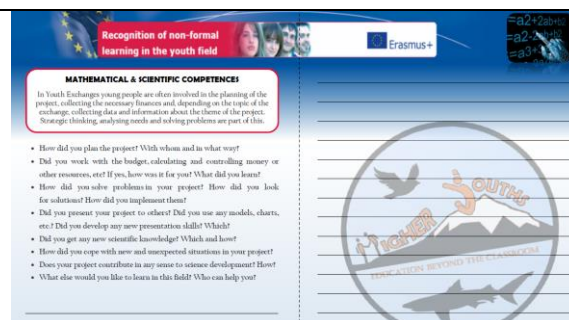 Recognition of non-formal
learning in the youth field
Erasmus+
=a2+2ab+b2
MATHEMATICAL & SCIENTIFIC COMPETENCES
In Youth Exchanges young people are often involved in the planning of the
project, collecting the necessary finances and, depending on the topic of the
exchange, collecting data and information about the theme of the project.
Strategic thinking, analysing needs and solving problems are part of this.
• How did you plan the project? With whom and in what way?
• Did you work with the budget, calculating and controlling money or
other resources, etc? If yes, how was it for you? What did you learn?
• How did you solve problems in your project? How did you look
for solutions? How did you implement them?
• Did you present your project to others? Did you use any models, charts,
etc.? Did you develop any new presentation skills? Which?
• Did you get any new scientific knowledge? Which and how?
• How did you cope with new and unexpected situations in your project?
• Does your project contribute in any sense to science development? How?
• What else would you like to learn in this field? Who can help you?
HIGHER YOUTHS
EDUCATION BEYOND THE CLASSROOM